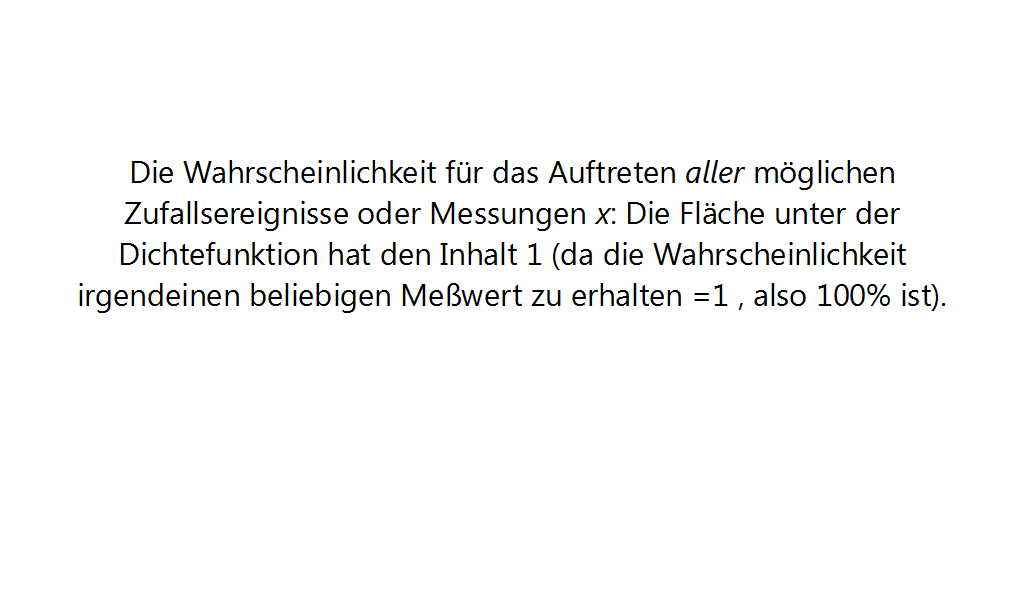 Die Wahrscheinlichkeit für das Auftreten aller möglichen
Zufallsereignisse oder Messungen x: Die Fläche unter der
Dichtefunktion hat den Inhalt 1 (da die Wahrscheinlichkeit
irgendeinen beliebigen Meßwert zu erhalten =1 , also 100% ist).